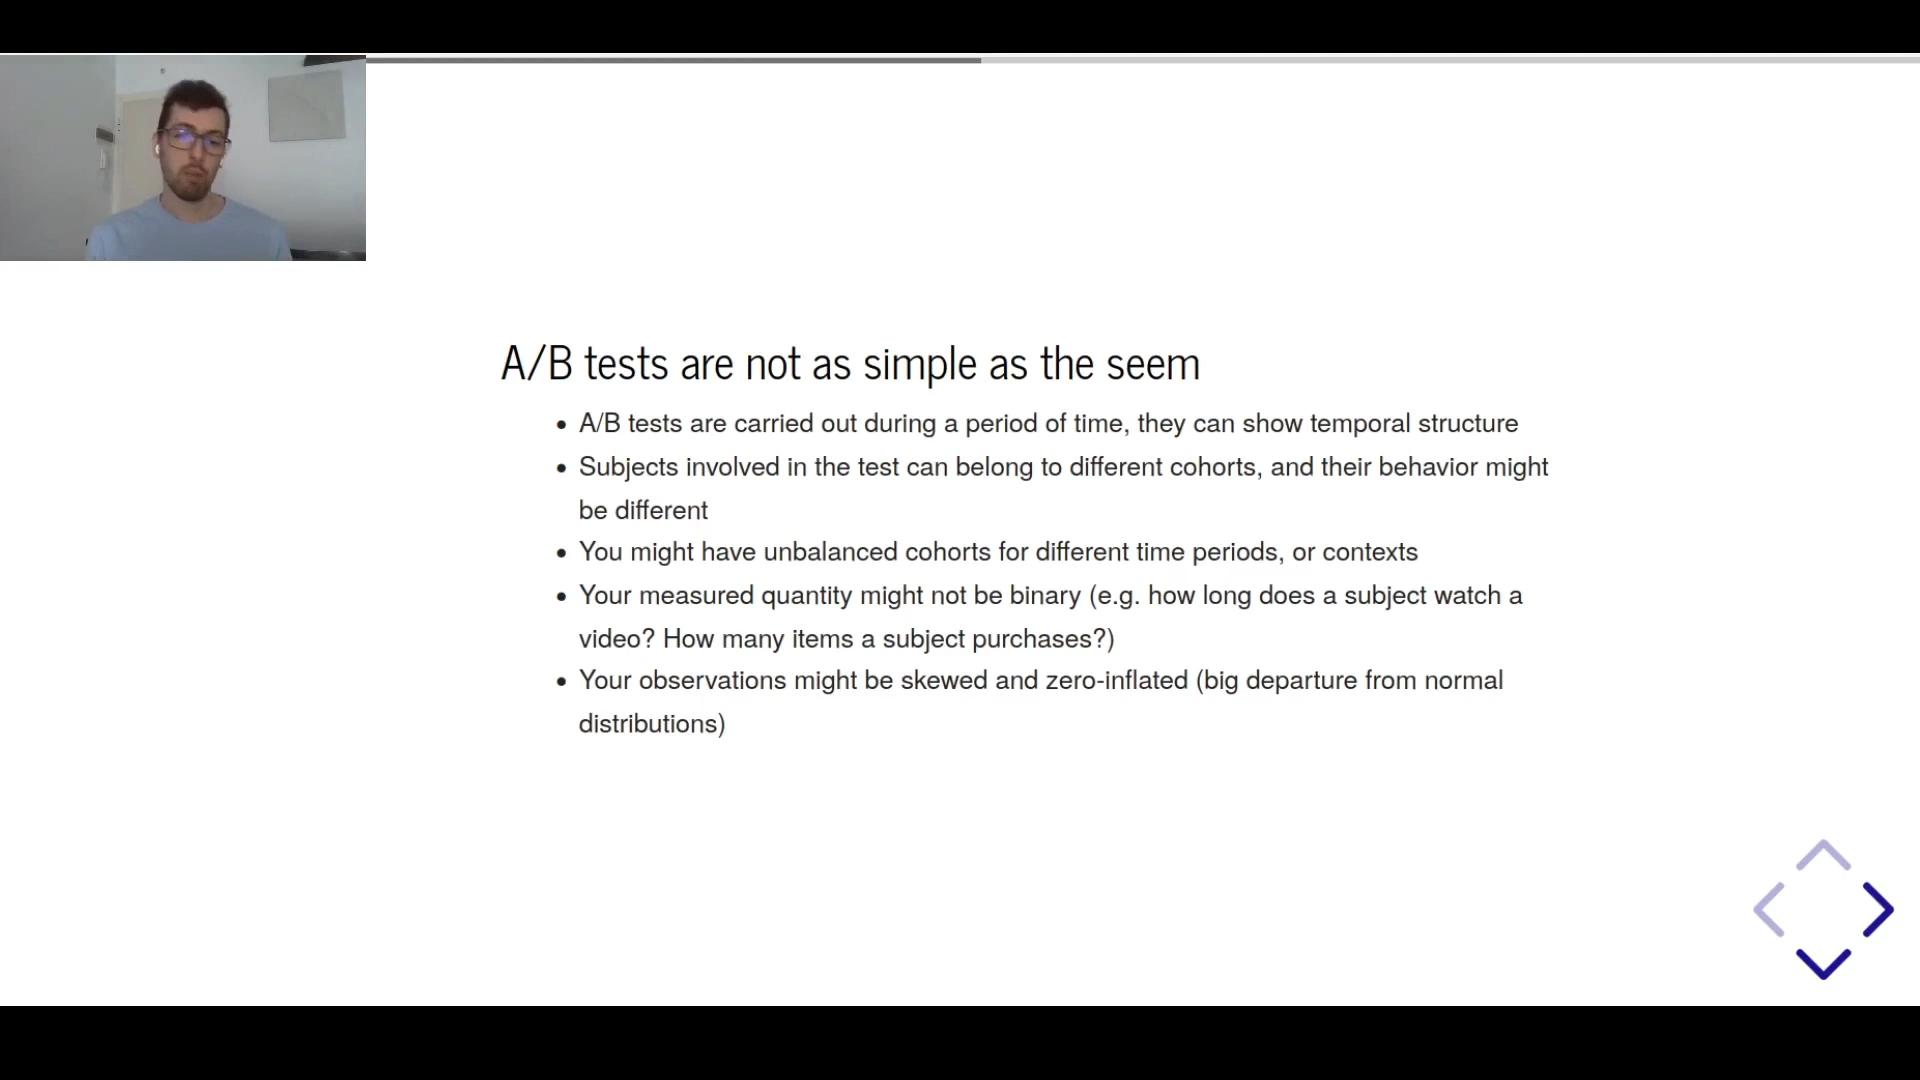 A/B tests are not as simple as the seem
• A/B tests are carried out during a period of time, they can show temporal structure
• Subjects involved in the test can belong to different cohorts, and their behavior might
be different
• You might have unbalanced cohorts for different time periods, or contexts
• Your measured quantity might not be binary (e.g. how long does a subject watch a
video? How many items a subject purchases?)
• Your observations might be skewed and zero-inflated (big departure from normal
distributions)